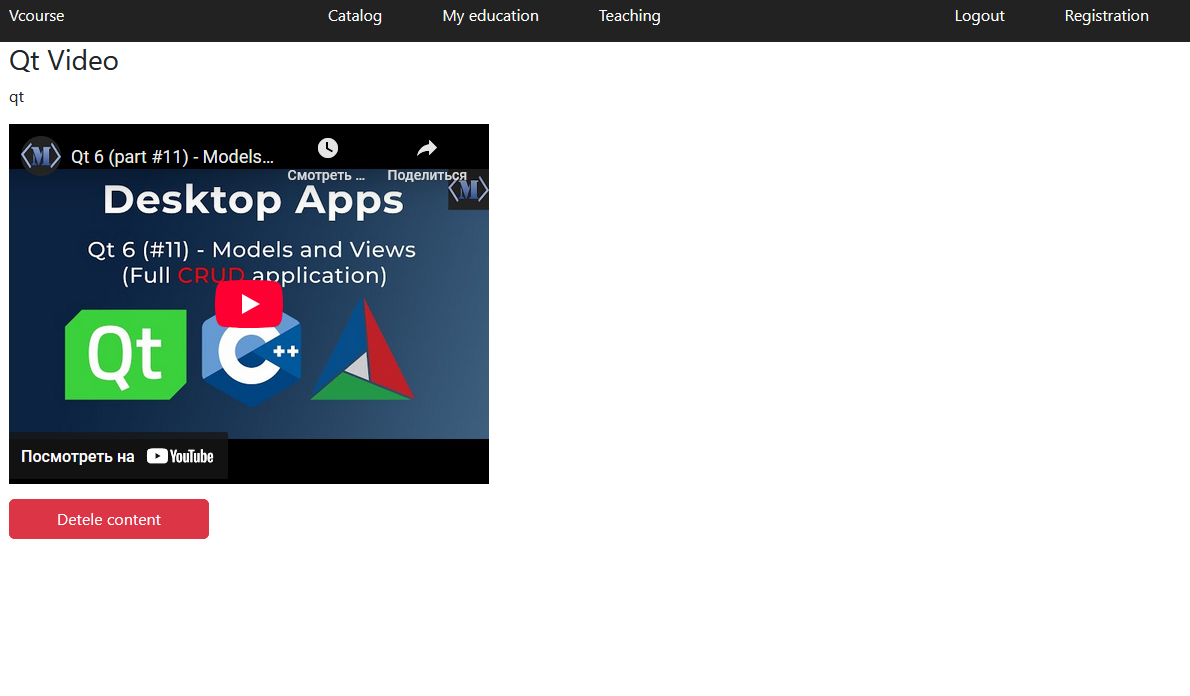 Vcourse Catalog My education Teaching Logout Registration
Qt Video
qt
Qt 6 (part #11) - Models...
Смотреть ...
Поделиться
M
M
Desktop Apps
Qt 6 (#11) - Models and Views
(Full CRUD application)
Qt
C++
Посмотреть на YouTube
Detele content